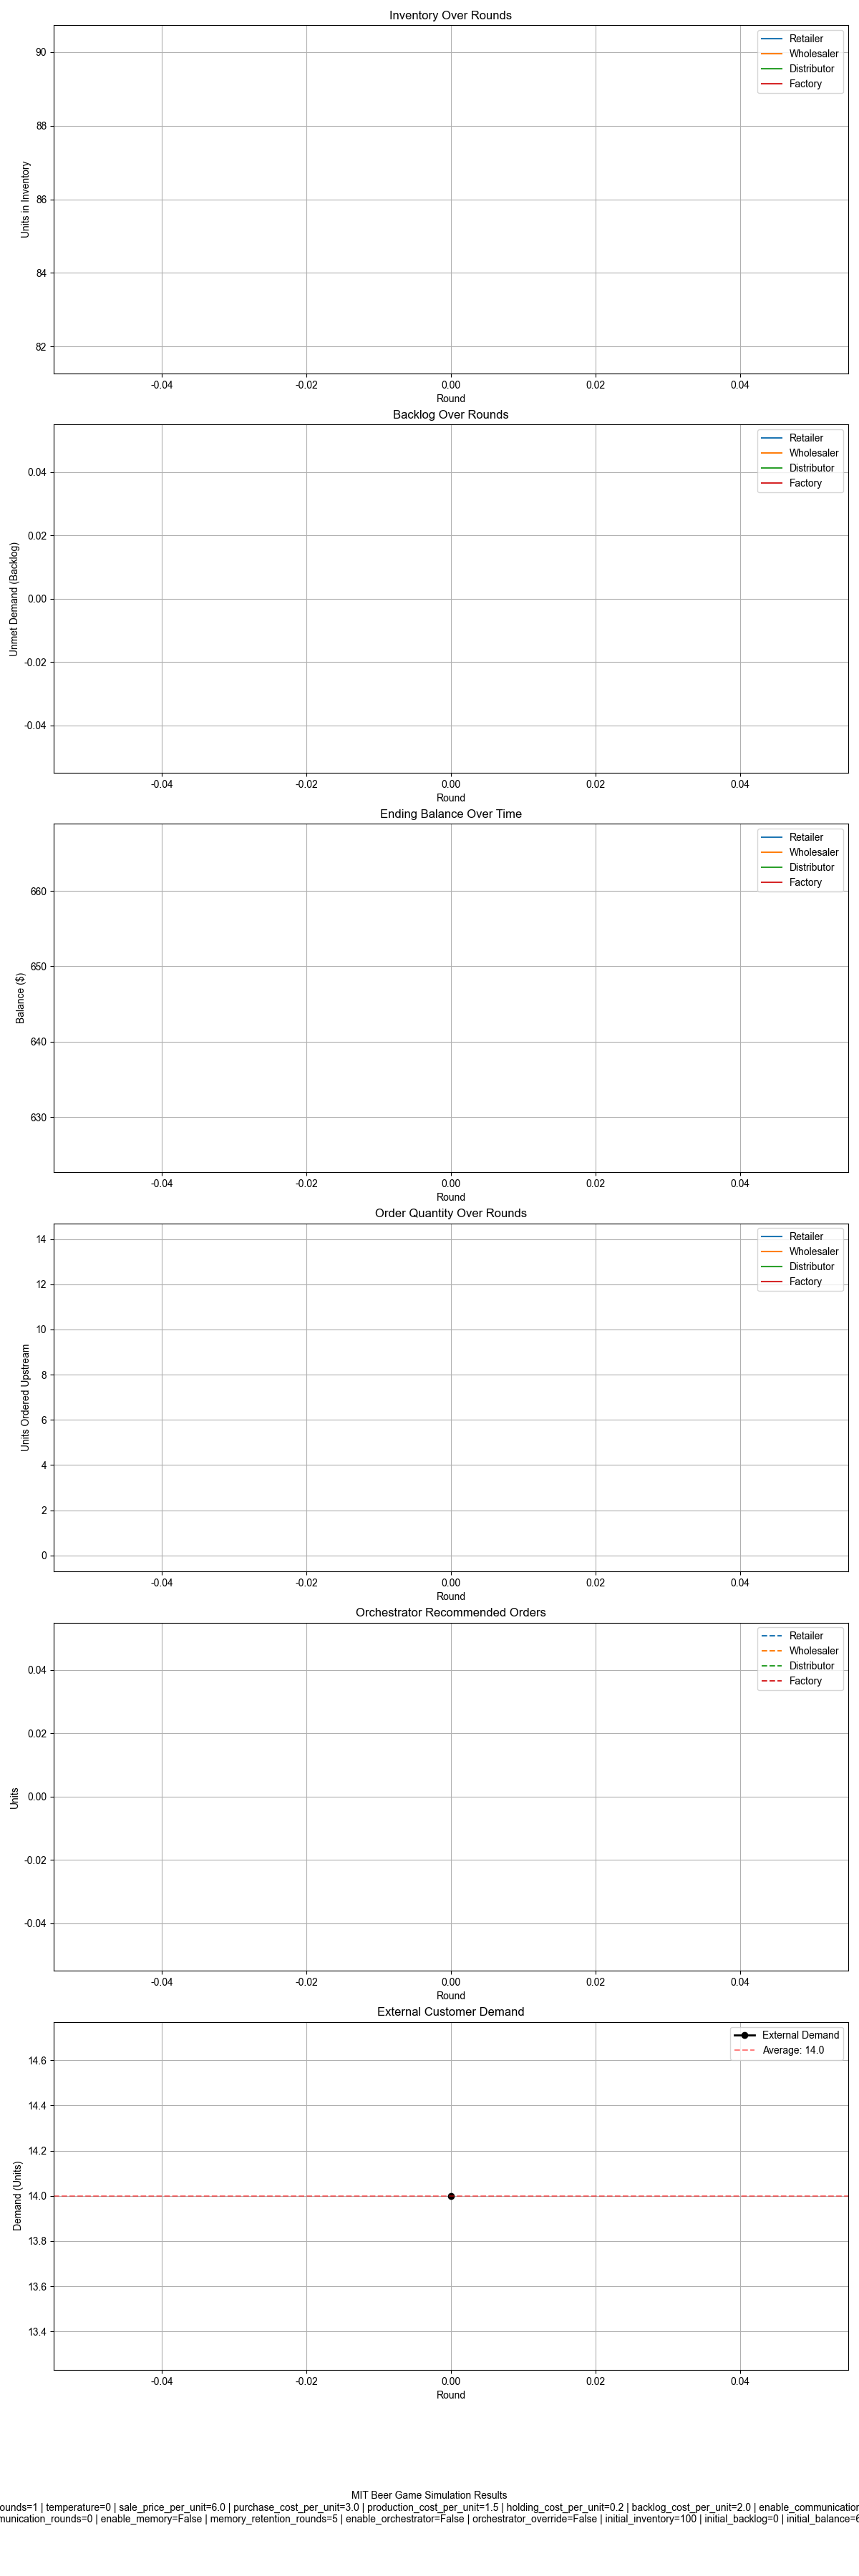 Inventory Over Rounds
Retailer
Wholesaler
Distributor
Factory
90
88
86
84
82
Units in Inventory
-0.04 -0.02 0.00 0.02 0.04
Round
Backlog Over Rounds
Retailer
Wholesaler
Distributor
Factory
0.04
0.02
0.00
-0.02
-0.04
Unmet Demand (Backlog)
-0.04 -0.02 0.00 0.02 0.04
Round
Ending Balance Over Time
Retailer
Wholesaler
Distributor
Factory
660
650
640
630
Balance ($)
-0.04 -0.02 0.00 0.02 0.04
Round
Order Quantity Over Rounds
Retailer
Wholesaler
Distributor
Factory
14
12
10
8
6
4
2
0
Units Ordered Upstream
-0.04 -0.02 0.00 0.02 0.04
Round
Orchestrator Recommended Orders
Retailer
Wholesaler
Distributor
Factory
0.04
0.02
0.00
-0.02
-0.04
Units
-0.04 -0.02 0.00 0.02 0.04
Round
External Customer Demand
External Demand
Average: 14.0
14.6
14.4
14.2
14.0
13.8
13.6
13.4
Demand (Units)
-0.04 -0.02 0.00 0.02 0.04
Round
MIT Beer Game Simulation Results
ounds=1 | temperature=0 | sale_price_per_unit=6.0 | purchase_cost_per_unit=3.0 | production_cost_per_unit=1.5 | holding_cost_per_unit=0.2 | backlog_cost_per_unit=2.0 | enable_communication
munication_rounds=0 | enable_memory=False | memory_retention_rounds=5 | enable_orchestrator=False | orchestrator_override=False | initial_inventory=100 | initial_backlog=0 | initial_balance=6